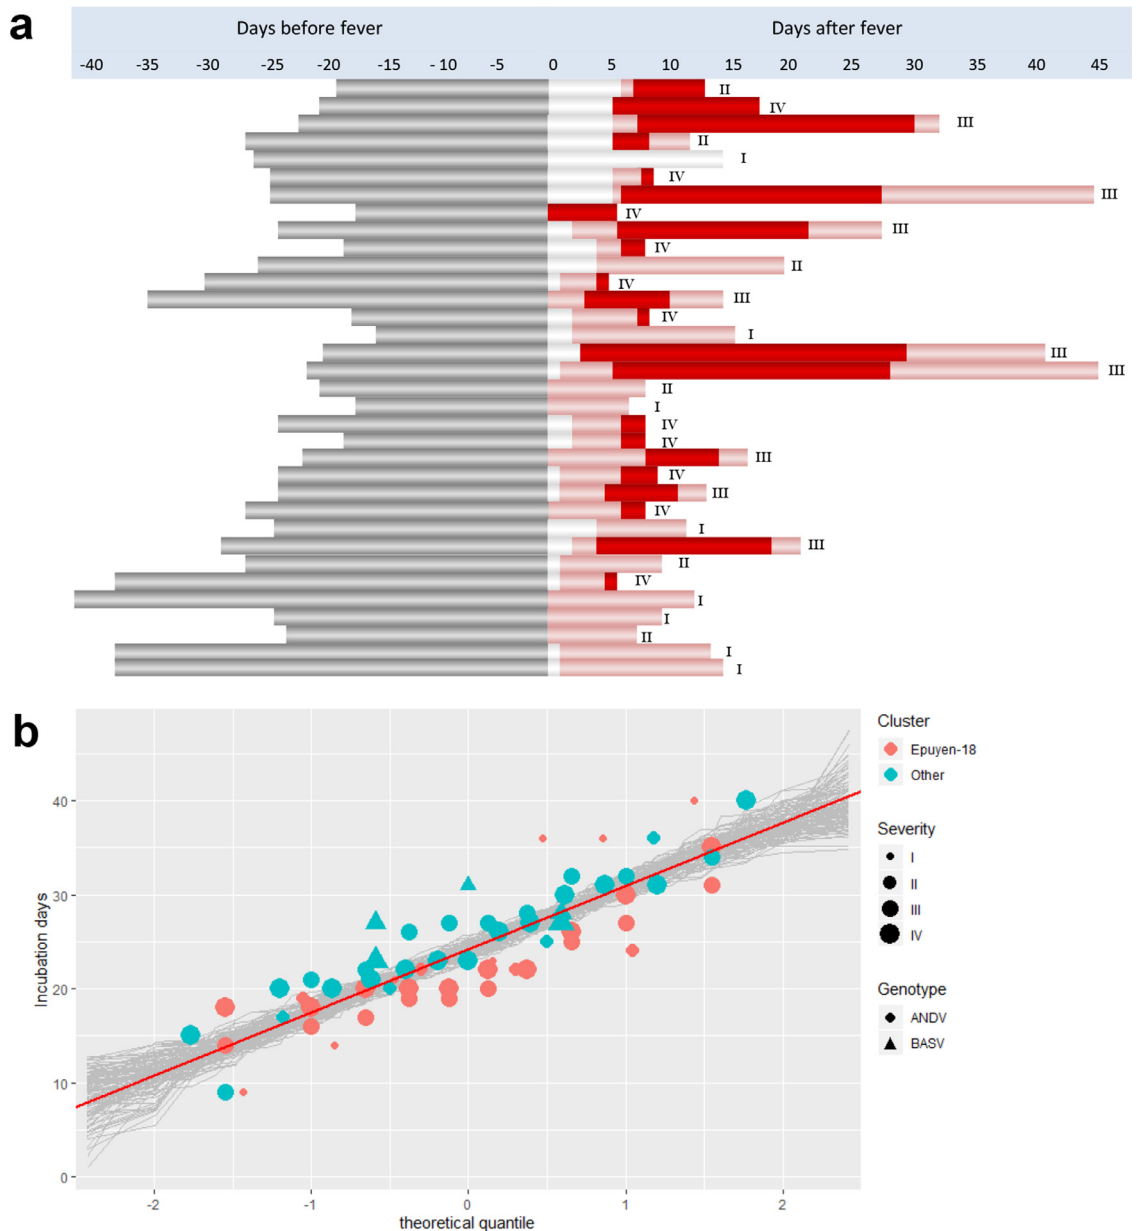 a
Days before fever Days after fever
-40 -35 -30 -25 -20 -15 - 10 -5 0 5 10 15 20 25 30 35 40 45
II
IV
III
II
I
IV
III
IV
III
IV
II
IV
III
IV
I
III
III
II
I
IV
IV
III
IV
III
IV
I
III
II
IV
I
I
II
I
I
b
Cluster
Epuyen-18
Other
Severity
I
II
III
IV
Genotype
ANDV
BASV
Incubation days
40
30
20
10
0
-2 -1 0 1 2
theoretical quantile